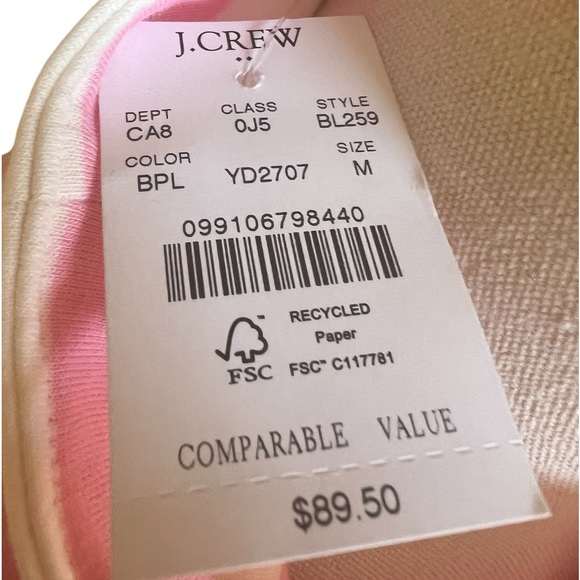 J.CREW
DEPT CLASS STYLE
CA8 0J5 BL259
COLOR SIZE
BPL YD2707 M
099106798440
RECYCLED
Paper
FSC FSC™ C117781
COMPARABLE VALUE
$89.50